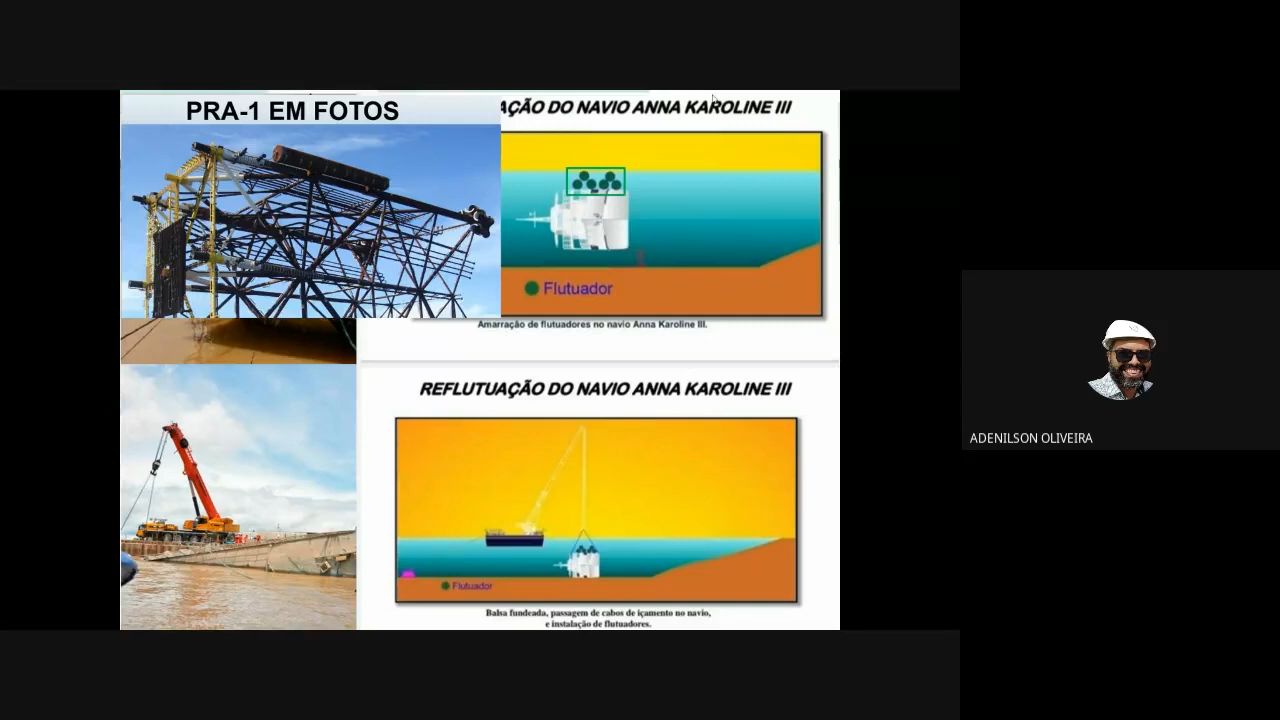 PRA-1 EM FOTOS
AÇÃO DO NAVIO ANNA KAROLINE III
Flutuador
Amarração de flutuadores no navio Anna Karoline III.
REFLUTUAÇÃO DO NAVIO ANNA KAROLINE III
Flutuador
Balsa fundeada, passagem de cabos de içamento no navio,
e instalação de flutuadores.
ADENILSON OLIVEIRA